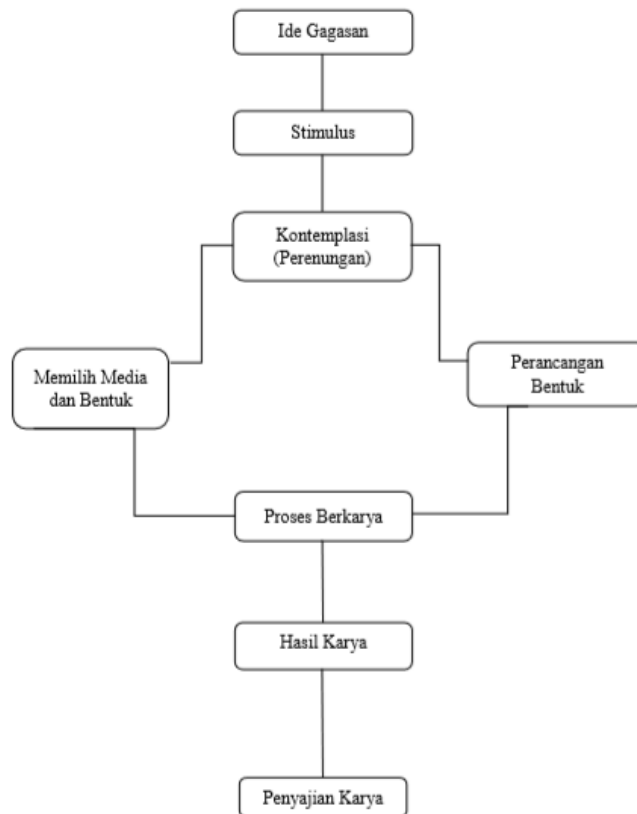 Ide Gagasan
Stimulus
Kontemplasi
(Perenungan)
Memilih Media
dan Bentuk
Perancangan
Bentuk
Proses Berkarya
Hasil Karya
Penyajian Karya